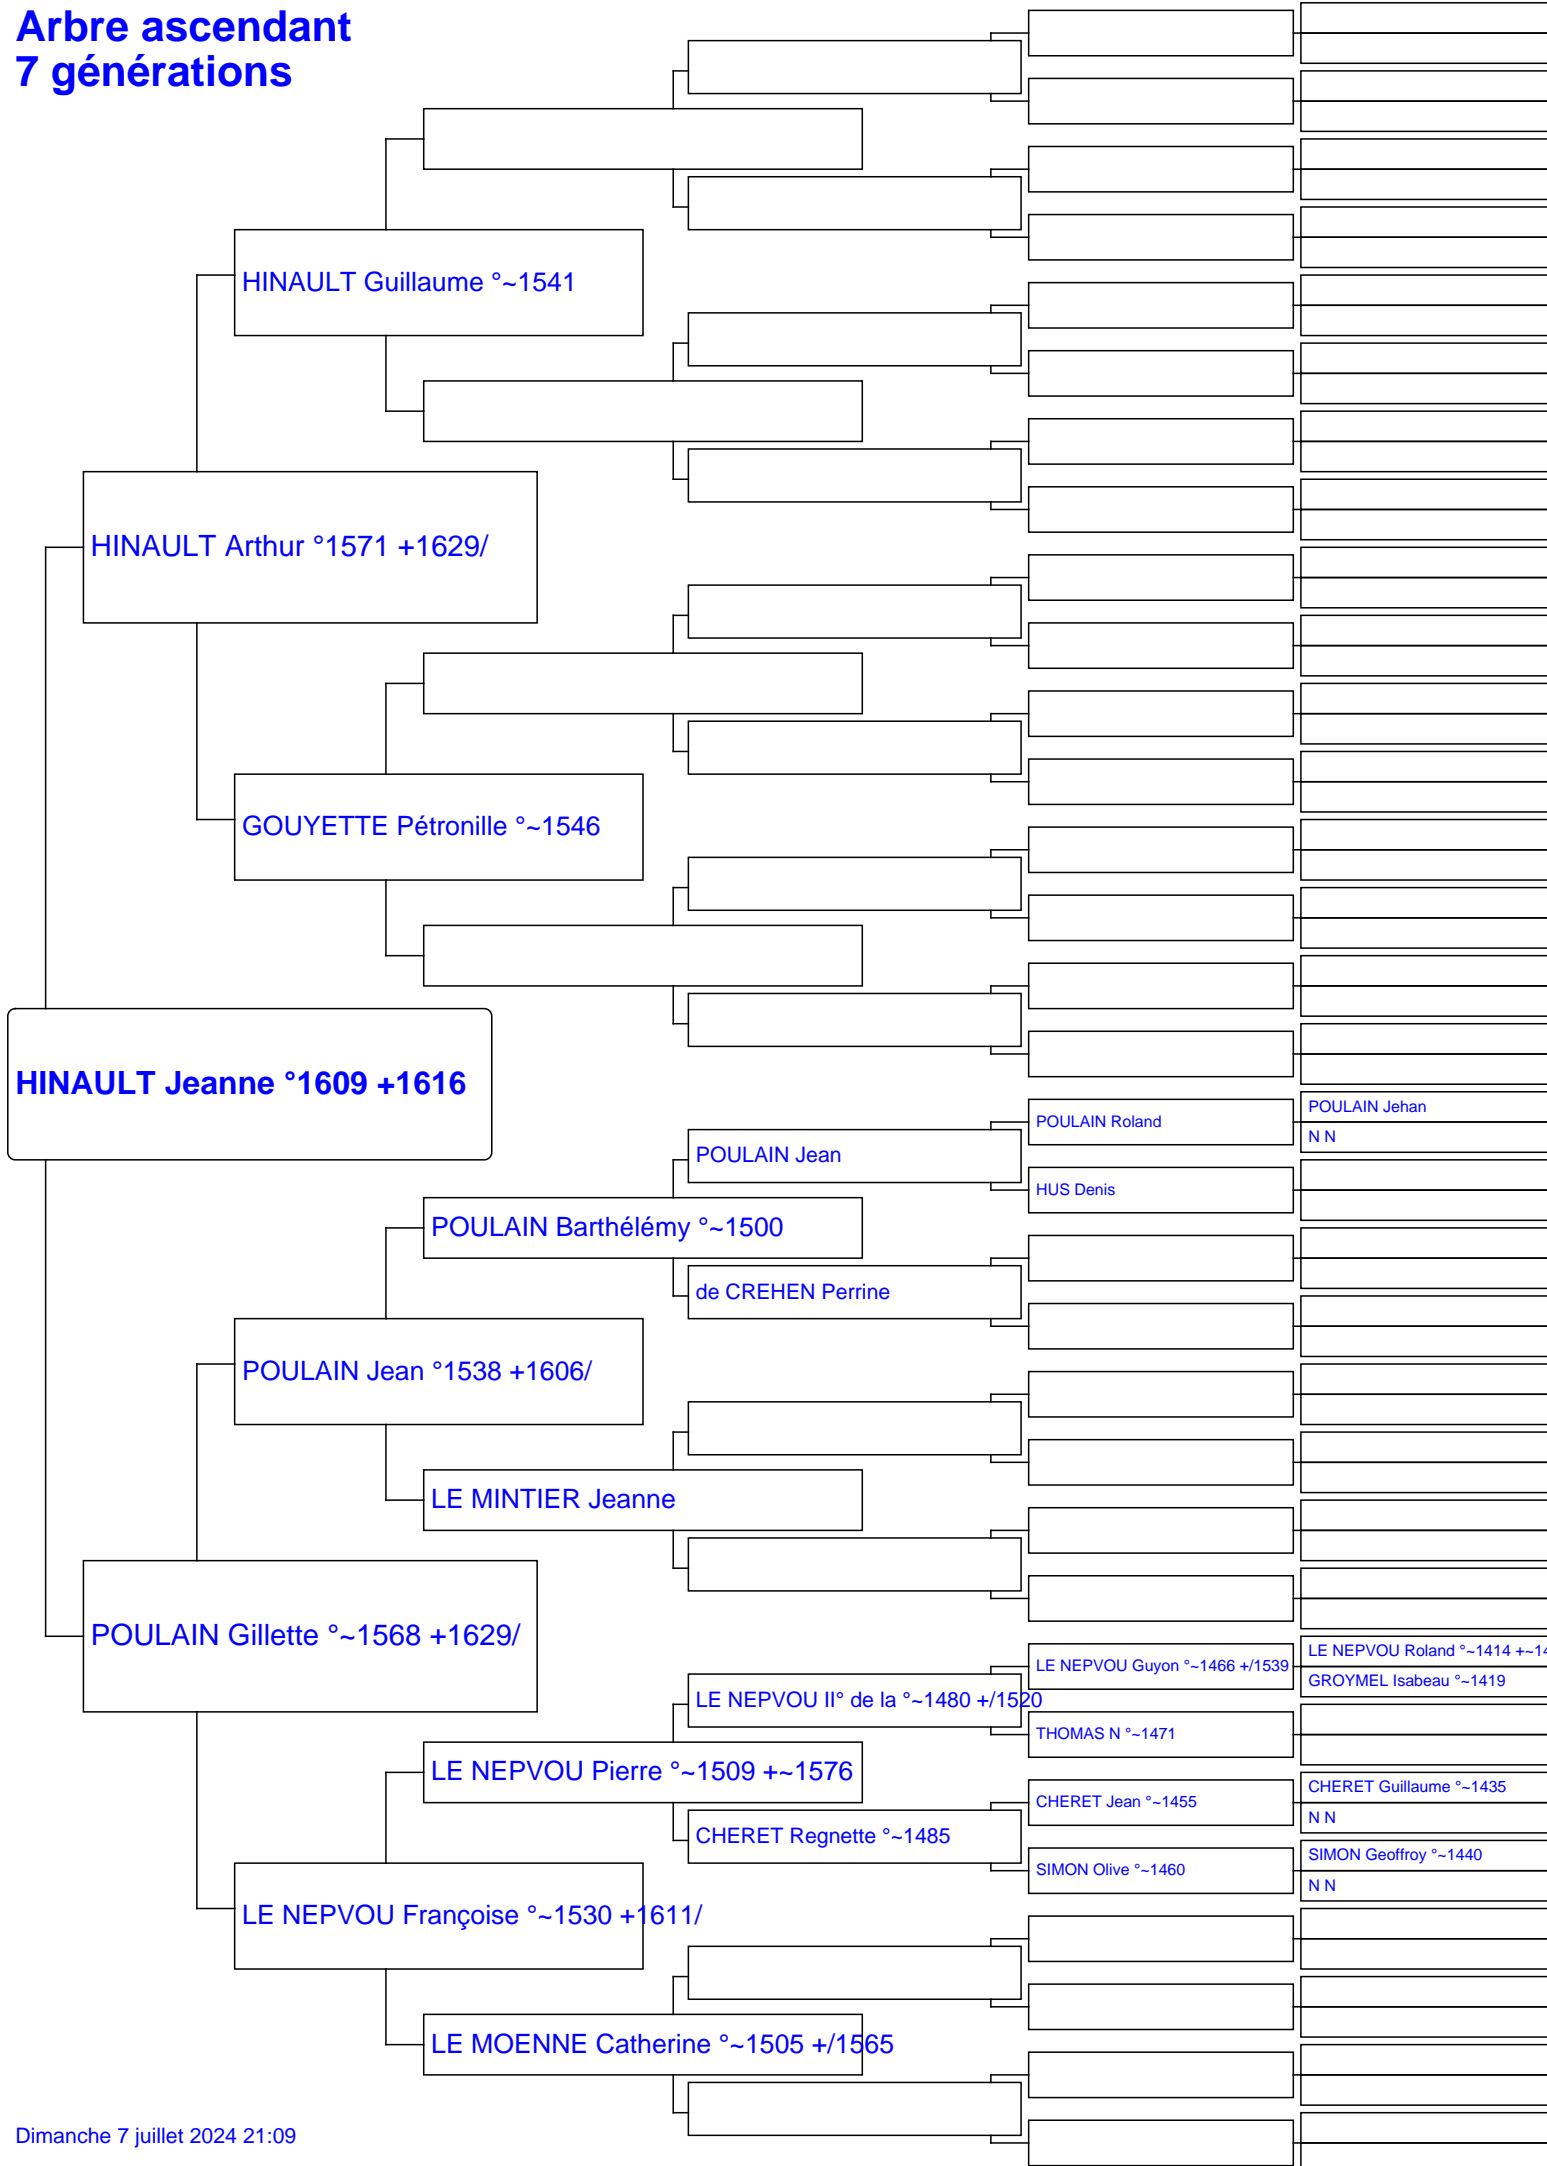 Arbre ascendant
7 générations
HINAULT Guillaume °~1541
HINAULT Arthur °1571 +1629/
GOUYETTE Pétronille °~1546
HINAULT Jeanne °1609 +1616
POULAIN Jehan
POULAIN Roland
N N
POULAIN Jean
HUS Denis
POULAIN Barthélémy °~1500
de CREHEN Perrine
POULAIN Jean °1538 +1606/
LE MINTIER Jeanne
POULAIN Gillette °~1568 +1629/
LE NEPVOU Roland °~1414 +~14
LE NEPVOU Guyon °~1466 +/1539
GROYMEL Isabeau °~1419
LE NEPVOU II° de la °~1480 +/1520
THOMAS N °~1471
LE NEPVOU Pierre °~1509 +~1576
CHERET Guillaume °~1435
CHERET Jean °~1455
N N
CHERET Regnette °~1485
SIMON Geoffroy °~1440
SIMON Olive °~1460
N N
LE NEPVOU Françoise °~1530 +1611/
LE MOENNE Catherine °~1505 +/1565
Dimanche 7 juillet 2024 21:09